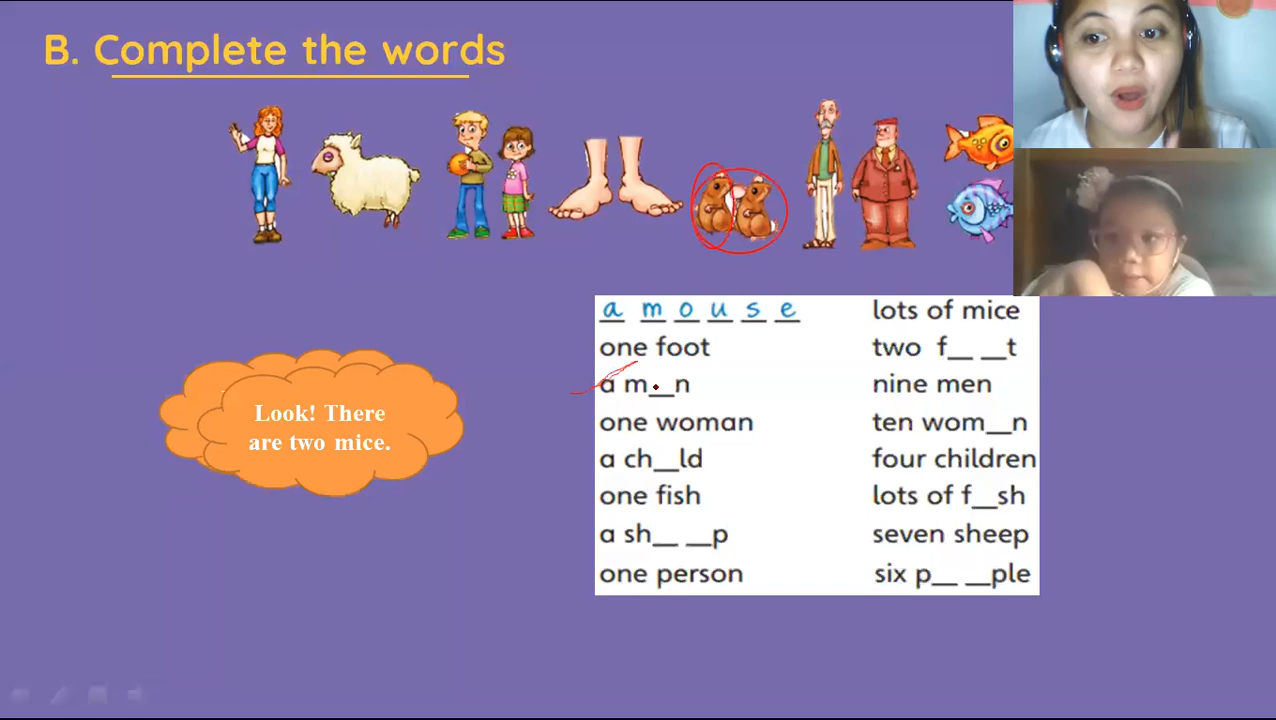 B. Complete the words
a mouse lots of mice
one foot two f__ __t
a m__n nine men
one woman ten wom__n
a ch__ld four children
one fish lots of f__sh
a sh__ __p seven sheep
one person six p__ __ple
Look! There
are two mice.